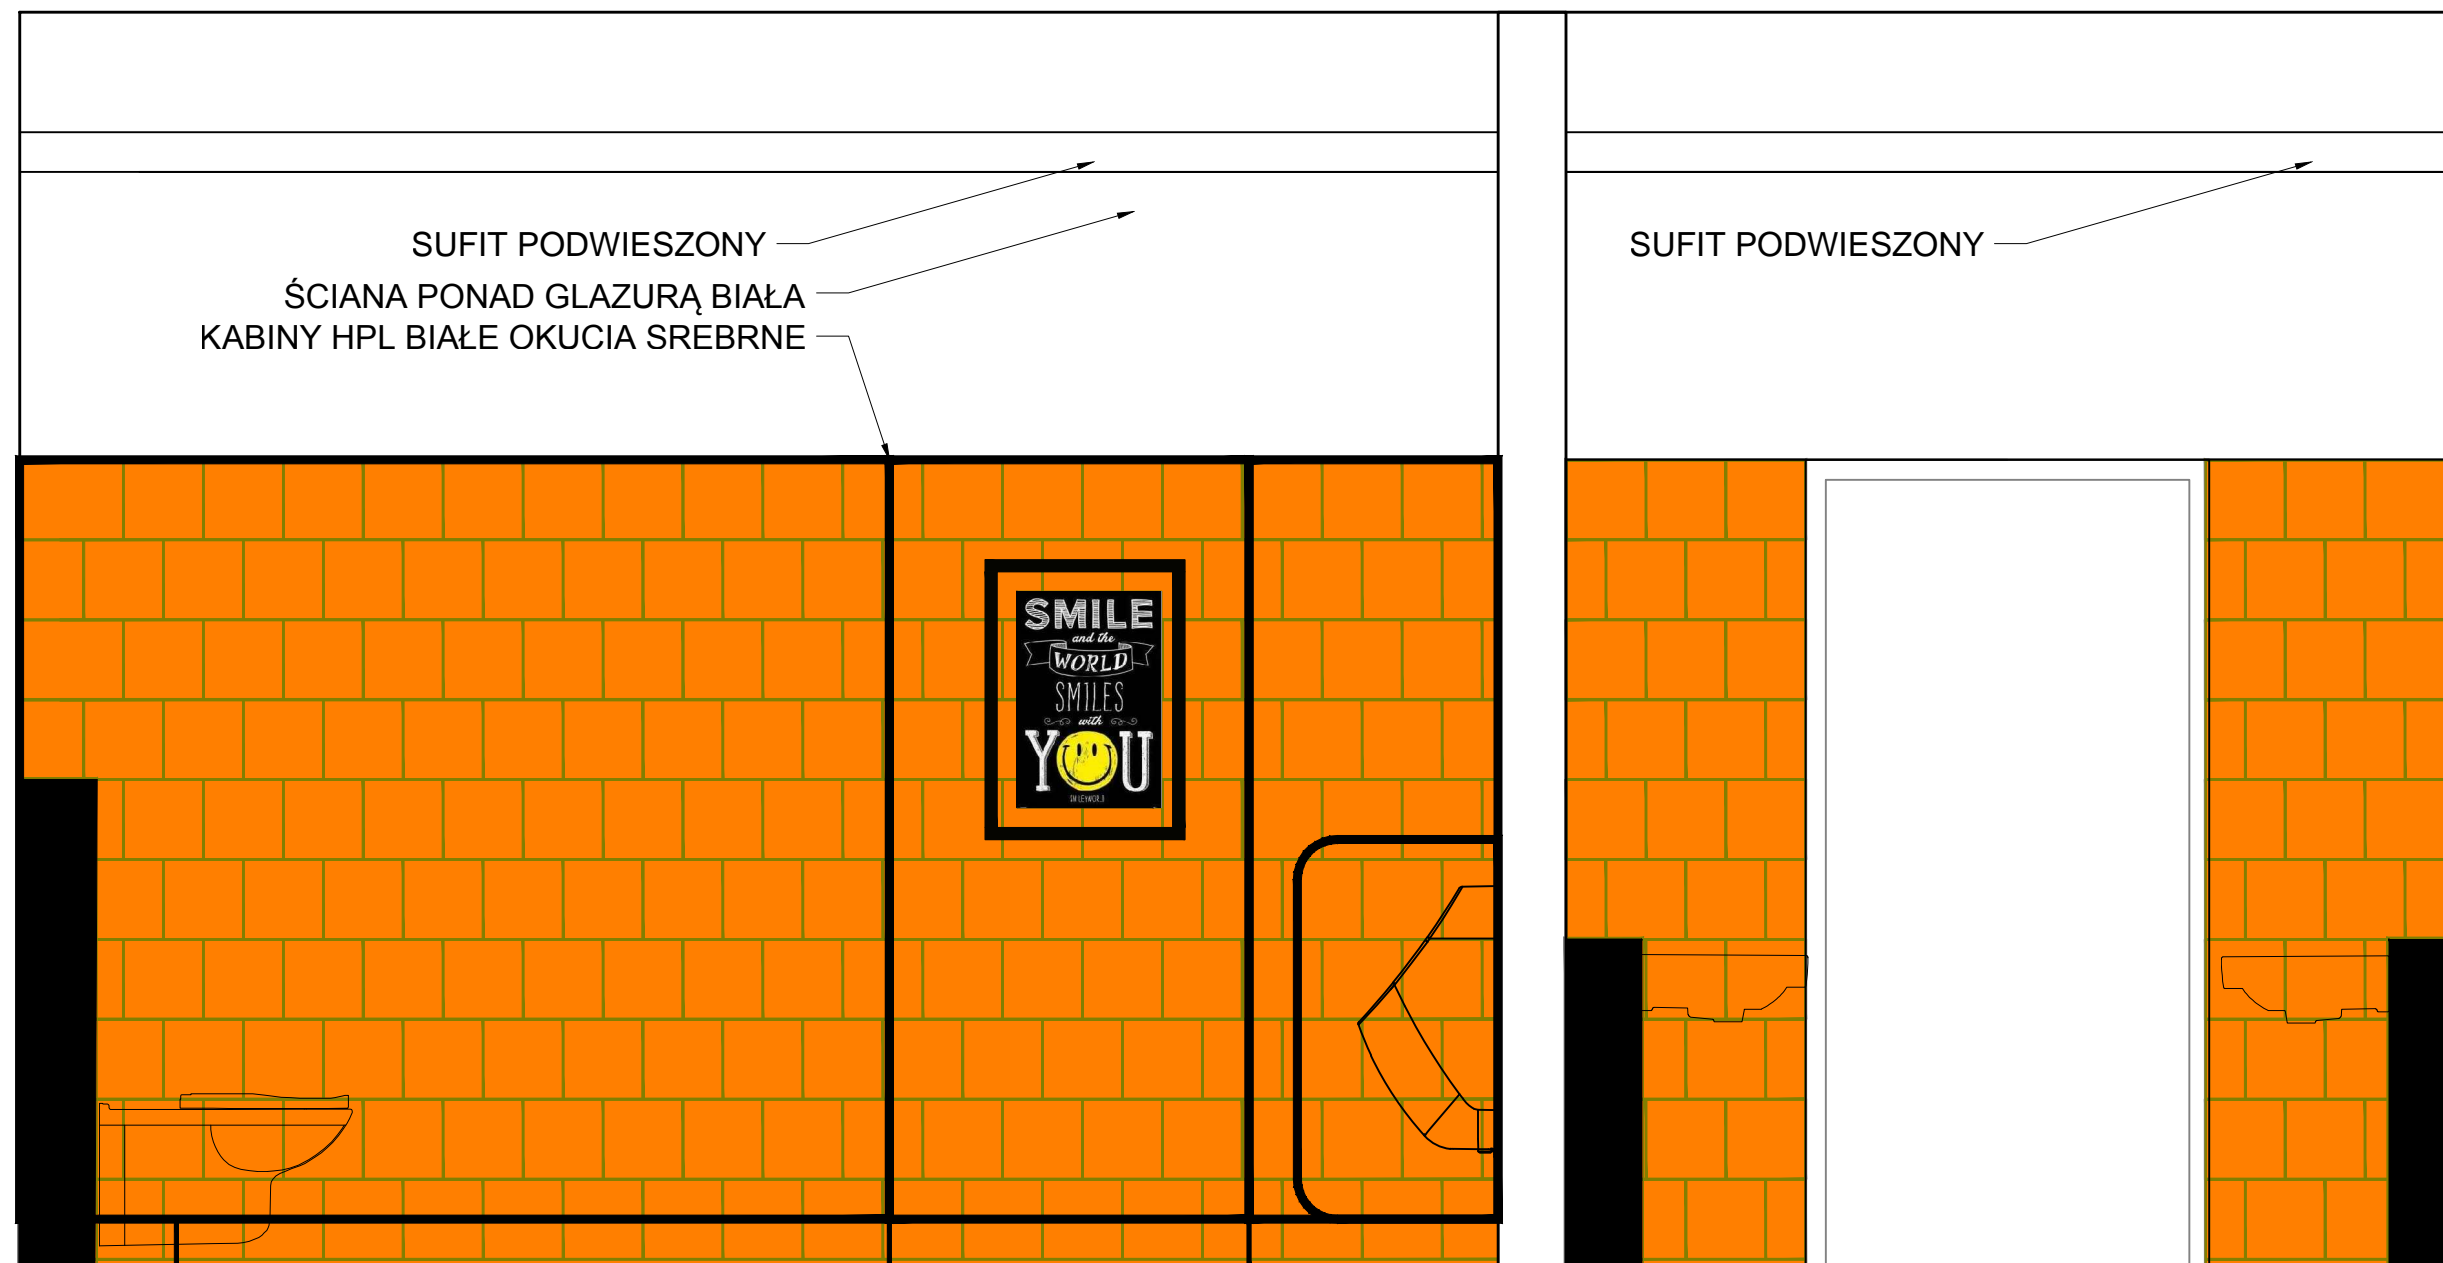 SUFIT PODWIESZONY
ŚCIANA PONAD GLAZURĄ BIAŁA
KABINY HPL BIAŁE OKUCIA SREBRNE
SUFIT PODWIESZONY
SMILE
and the
WORLD
SMILES
with
YOU